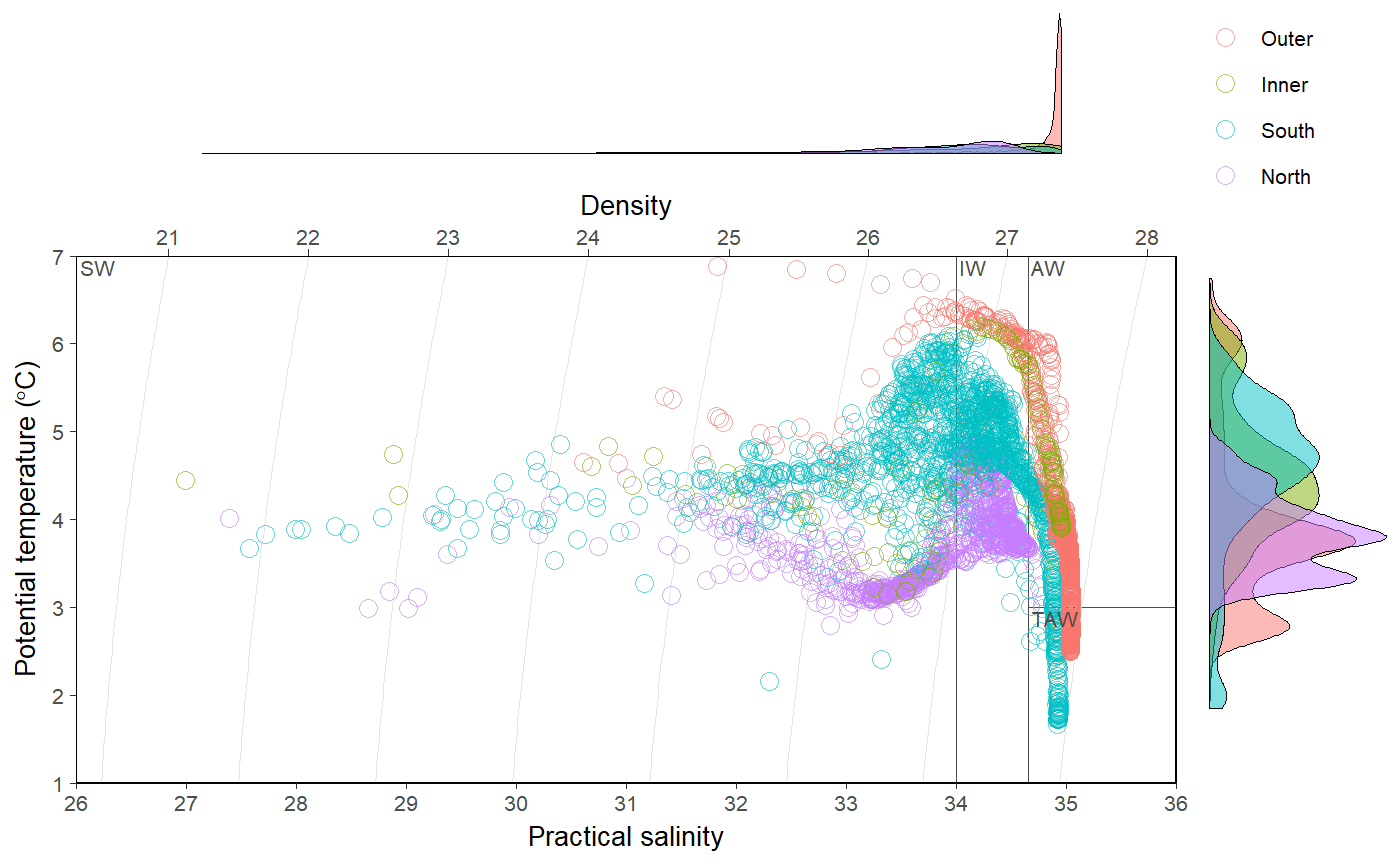 Outer
Inner
South
North
Density
21 22 23 24 25 26 27 28
SW IW AW
7
6
5
4
3
2
1
TAW
Potential temperature (°C)
26 27 28 29 30 31 32 33 34 35 36
Practical salinity